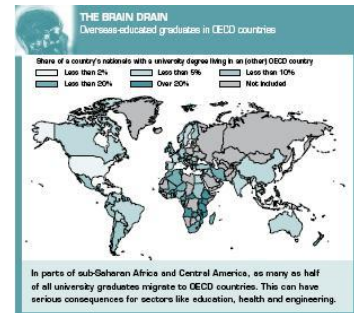 THE BRAIN DRAIN
Overseas-educated graduates in OECD countries
Share of a country's nationals with a university degree living in an (other) OECD country
Less than 2% Less than 5% Less than 10%
Less than 20% Over 20% Not included
In parts of sub-Saharan Africa and Central America, as many as half
of all university graduates migrate to OECD countries. This can have
serious consequences for sectors like education, health and engineering.